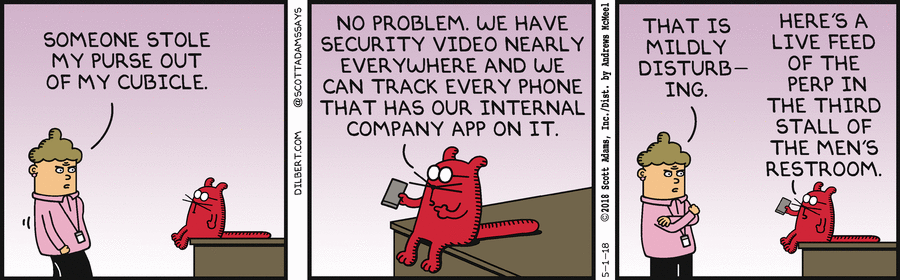 SOMEONE STOLE
MY PURSE OUT
OF MY CUBICLE.
DILBERT.COM @SCOTTADAMSSAYS
NO PROBLEM. WE HAVE
SECURITY VIDEO NEARLY
EVERYWHERE AND WE
CAN TRACK EVERY PHONE
THAT HAS OUR INTERNAL
COMPANY APP ON IT.
5-1-18 ©2018 Scott Adams, Inc./Dist. by Andrews McMeel
THAT IS
MILDLY
DISTURB-
ING.
HERE'S A
LIVE FEED
OF THE
PERP IN
THE THIRD
STALL OF
THE MEN'S
RESTROOM.